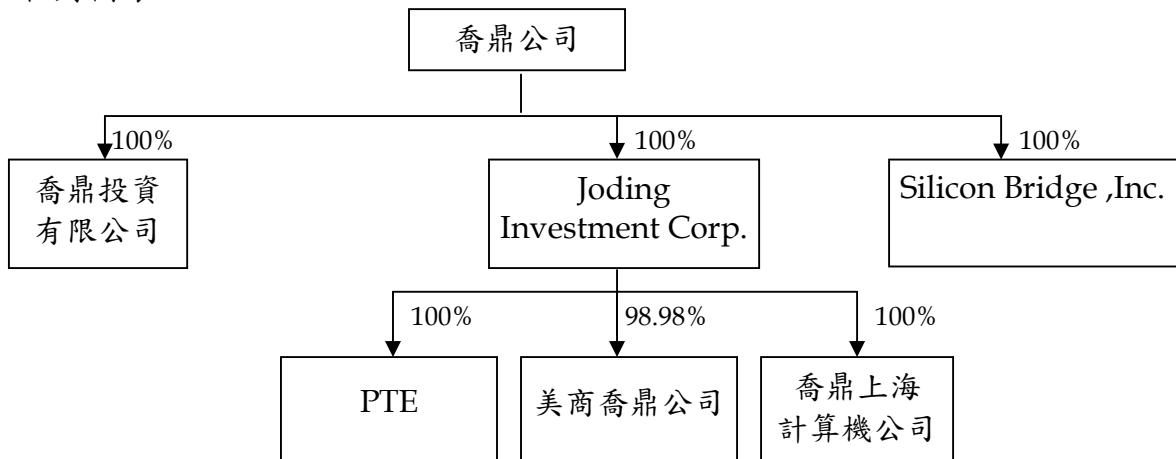 喬鼎公司
100%
100%
100%
喬鼎投資
有限公司
Joding
Investment Corp.
Silicon Bridge ,Inc.
100%
98.98%
100%
PTE
美商喬鼎公司
喬鼎上海
計算機公司